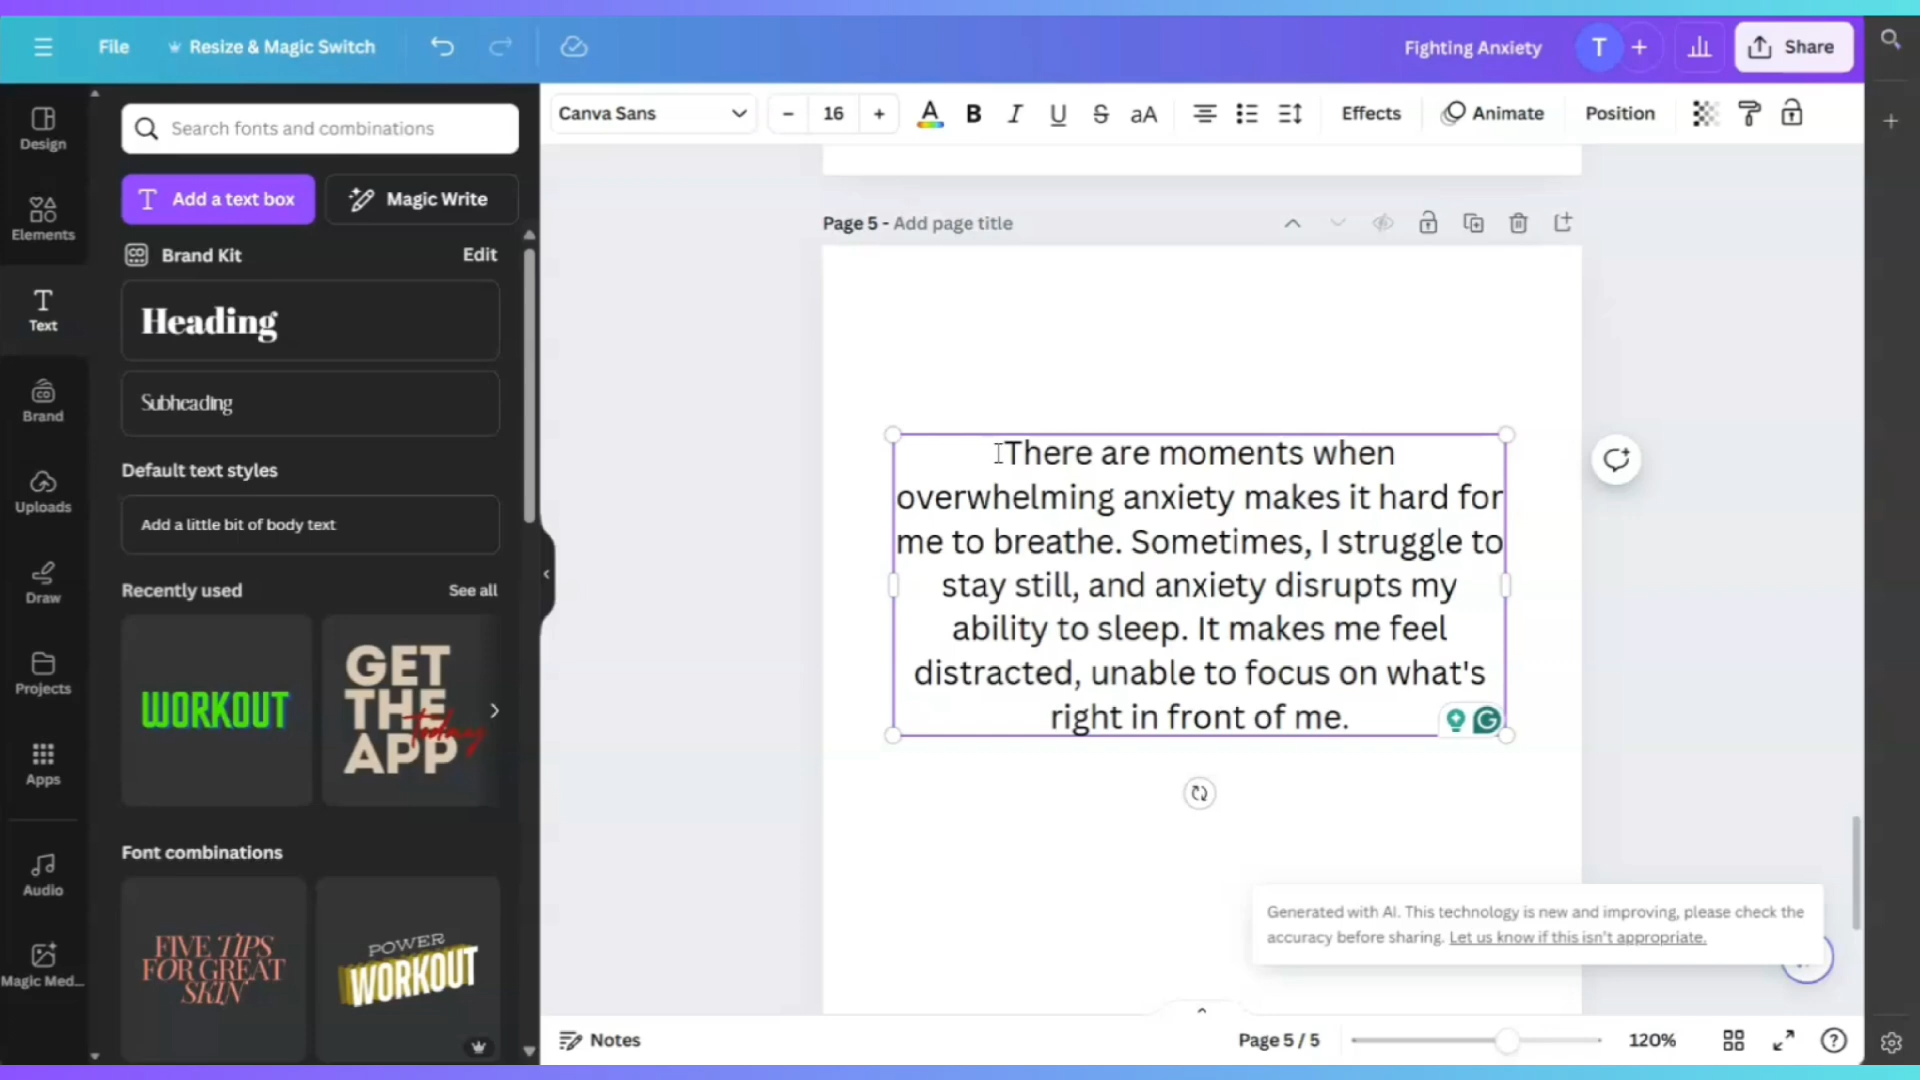 File
Resize & Magic Switch
Fighting Anxiety
T
Share
Design
Elements
Text
Brand
Uploads
Draw
Projects
Apps
Audio
Magic Med...
Search fonts and combinations
T Add a text box
Magic Write
Brand Kit
Edit
Heading
Subheading
Default text styles
Add a little bit of body text
Recently used
See all
WORKOUT
GET
THE
today
APP
Font combinations
FIVE TIPS
FOR GREAT
SKIN
POWER
WORKOUT
Canva Sans
- 16 +
A B I U S aA
Effects
Animate
Position
Page 5 - Add page title
There are moments when
overwhelming anxiety makes it hard for
me to breathe. Sometimes, I struggle to
stay still, and anxiety disrupts my
ability to sleep. It makes me feel
distracted, unable to focus on what's
right in front of me.
Generated with AI. This technology is new and improving, please check the
accuracy before sharing. Let us know if this isn't appropriate.
Notes
Page 5 / 5
120%